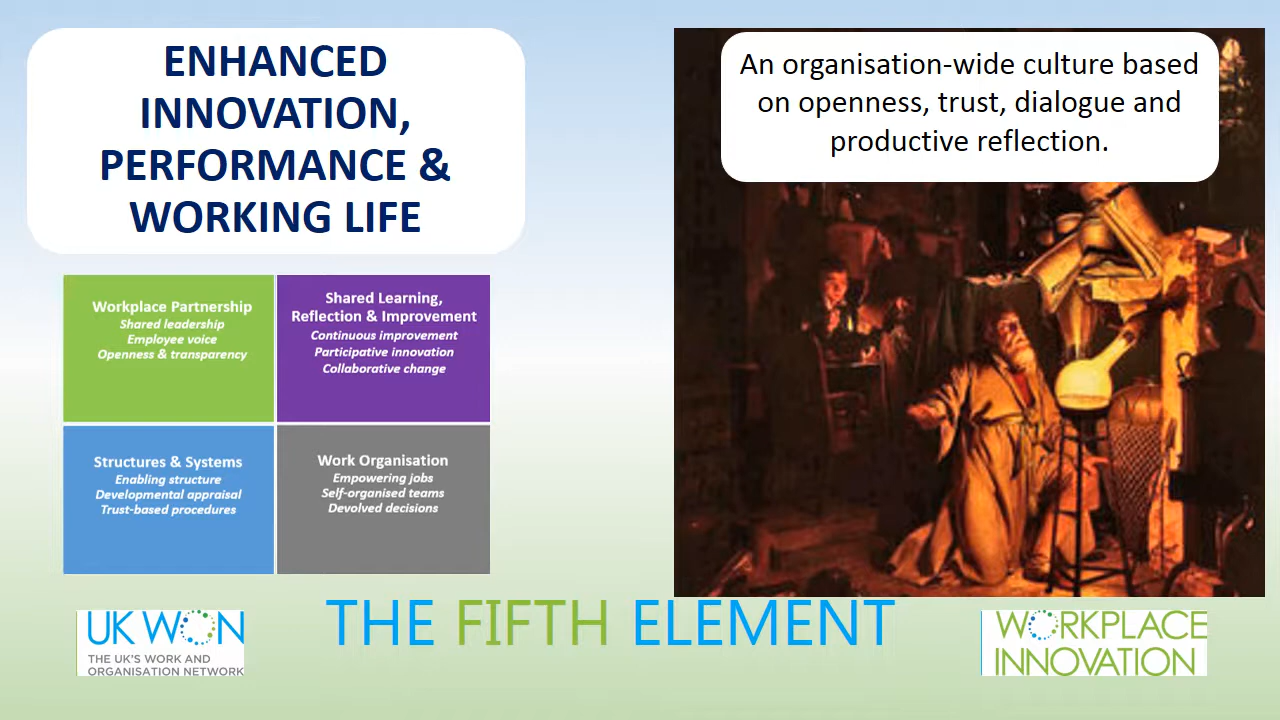 ENHANCED
INNOVATION,
PERFORMANCE &
WORKING LIFE
An organisation-wide culture based
on openness, trust, dialogue and
productive reflection.
Workplace Partnership
Shared leadership
Employee voice
Openness & transparency
Shared Learning,
Reflection & Improvement
Continuous improvement
Participative innovation
Collaborative change
Structures & Systems
Enabling structure
Developmental appraisal
Trust-based procedures
Work Organisation
Empowering jobs
Self-organised teams
Devolved decisions
THE FIFTH ELEMENT
UK WON
THE UK'S WORK AND
ORGANISATION NETWORK
WORKPLACE
INNOVATION